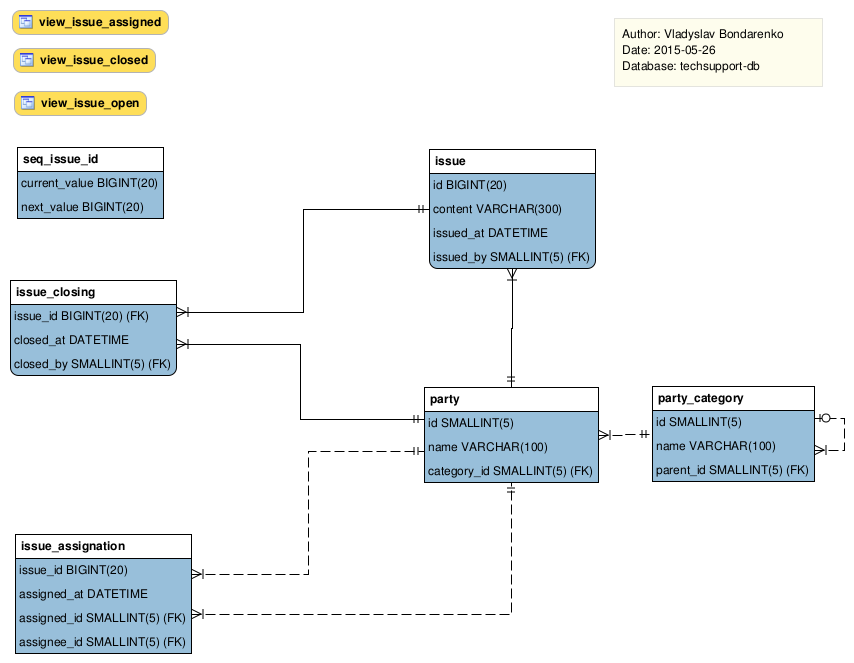 view_issue_assigned
view_issue_closed
view_issue_open
Author: Vladyslav Bondarenko
Date: 2015-05-26
Database: techsupport-db
seq_issue_id
current_value BIGINT(20)
next_value BIGINT(20)
issue
id BIGINT(20)
content VARCHAR(300)
issued_at DATETIME
issued_by SMALLINT(5) (FK)
issue_closing
issue_id BIGINT(20) (FK)
closed_at DATETIME
closed_by SMALLINT(5) (FK)
party
id SMALLINT(5)
name VARCHAR(100)
category_id SMALLINT(5) (FK)
party_category
id SMALLINT(5)
name VARCHAR(100)
parent_id SMALLINT(5) (FK)
issue_assignation
issue_id BIGINT(20)
assigned_at DATETIME
assigned_id SMALLINT(5) (FK)
assignee_id SMALLINT(5) (FK)